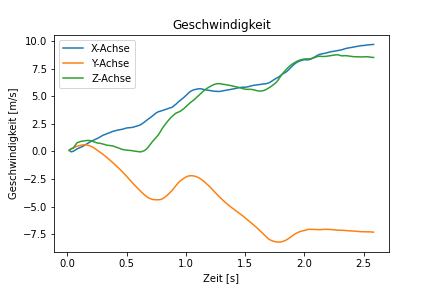 Geschwindigkeit
X-Achse
Y-Achse
Z-Achse
Geschwindigkeit [m/s]
10.0
7.5
5.0
2.5
0.0
−2.5
−5.0
−7.5
0.0 0.5 1.0 1.5 2.0 2.5
Zeit [s]